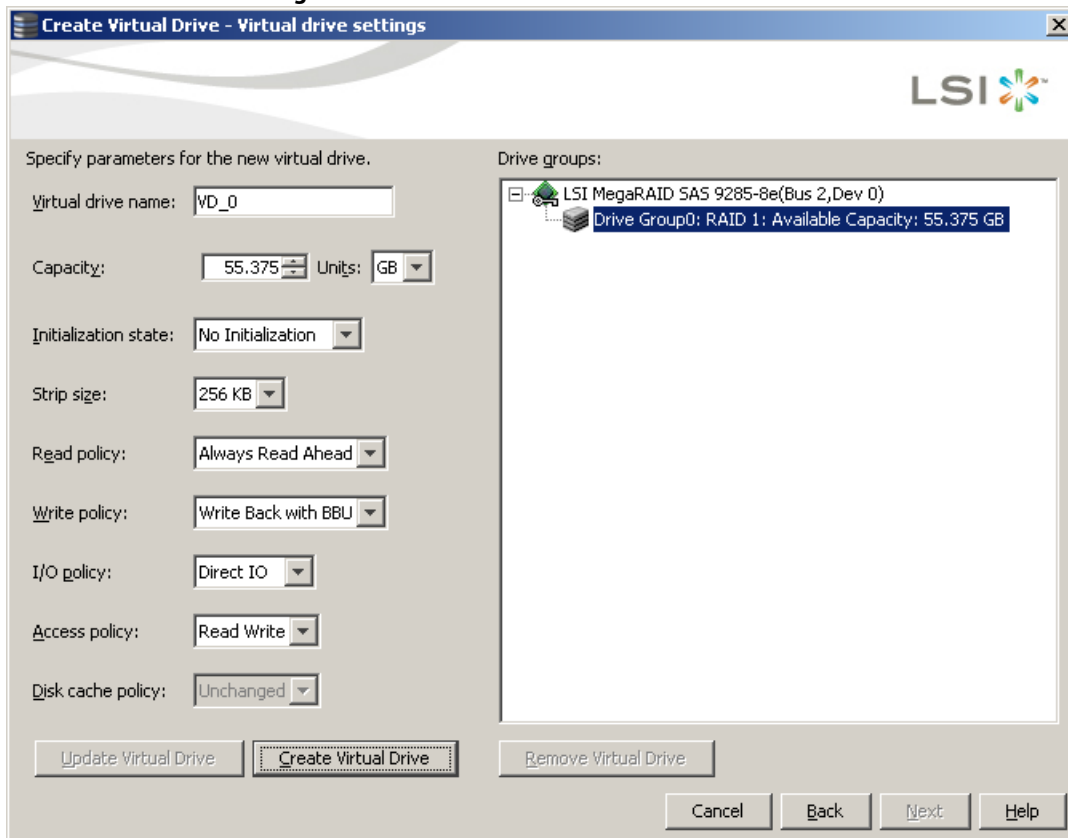 Create Virtual Drive - Virtual drive settings
LSI
Specify parameters for the new virtual drive.
Virtual drive name: VD_0
Capacity: 55.375 Units: GB
Initialization state: No Initialization
Strip size: 256 KB
Read policy: Always Read Ahead
Write policy: Write Back with BBU
I/O policy: Direct IO
Access policy: Read Write
Disk cache policy: Unchanged
Update Virtual Drive Create Virtual Drive
Drive groups:
LSI MegaRAID SAS 9285-8e(Bus 2,Dev 0)
Drive Group0: RAID 1: Available Capacity: 55.375 GB
Remove Virtual Drive
Cancel Back Next Help